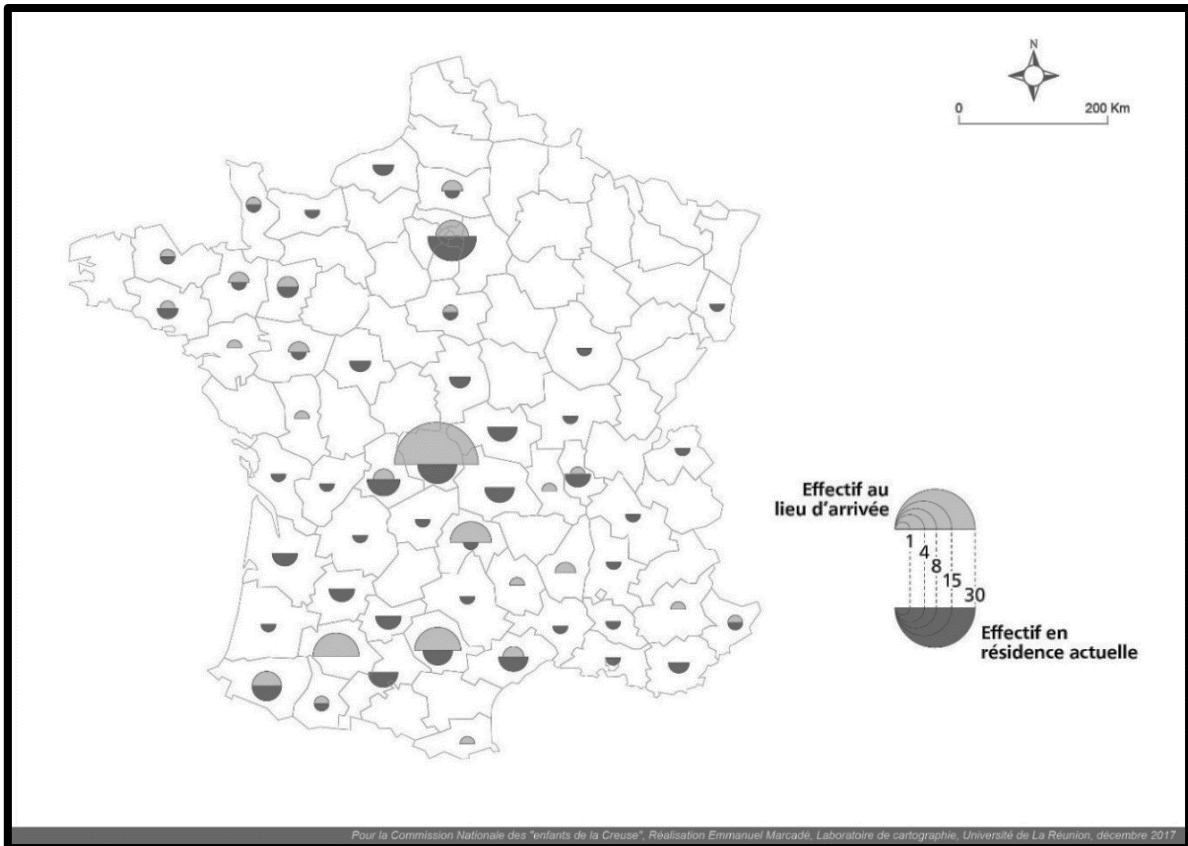 N
0 200 Km
Effectif au
lieu d'arrivée
1
4
8
15
30
Effectif en
résidence actuelle
Pour la Commission Nationale des "enfants de la Creuse", Réalisation Emmanuel Marcadé, Laboratoire de cartographie, Université de La Réunion, décembre 2017